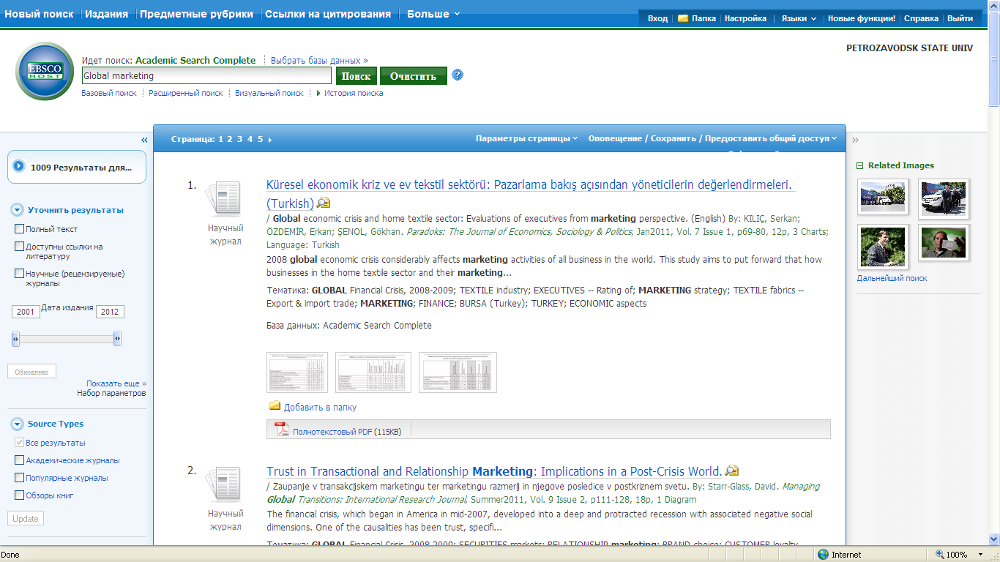 Новый поиск Издания Предметные рубрики Ссылки на цитирования Больше
Вход Папка Настройка Языки Новые функции! Справка Выйти
PETROZAVODSK STATE UNIV
EBSCO
HOST
Идет поиск: Academic Search Complete Выбрать базы данных »
Global marketing Поиск Очистить ?
Базовый поиск Расширенный поиск Визуальный поиск История поиска
«
1009 Результаты для...
Уточнить результаты
Полный текст
Доступны ссылки на
литературу
Научные (рецензируемые)
журналы
2001 Дата издания 2012
Обновлено
Показать еще »
Набор параметров
Source Types
Все результаты
Академические журналы
Популярные журналы
Обзоры книг
Update
Страница: 1 2 3 4 5
Параметры страницы Оповещение / Сохранить / Предоставить общий доступ
1.
Научный
журнал
Küresel ekonomik kriz ve ev tekstil sektörü: Pazarlama bakış açısından yöneticilerin değerlendirmeleri.
(Turkish)
/ Global economic crisis and home textile sector: Evaluations of executives from marketing perspective. (English) By: KILIÇ, Serkan;
ÖZDEMİR, Erkan; ŞENOL, Gökhan. Paradoks: The Journal of Economics, Sociology & Politics, Jan2011, Vol. 7 Issue 1, p69-80, 12p, 3 Charts;
Language: Turkish
2008 global economic crisis considerably affects marketing activities of all business in the world. This study aims to put forward that how
businesses in the home textile sector and their marketing...
Тематика: GLOBAL Financial Crisis, 2008-2009; TEXTILE industry; EXECUTIVES -- Rating of; MARKETING strategy; TEXTILE fabrics --
Export & import trade; MARKETING; FINANCE; BURSA (Turkey); TURKEY; ECONOMIC aspects
База данных: Academic Search Complete
Добавить в папку
Полнотекстовый PDF (115KB)
2.
Научный
журнал
Trust in Transactional and Relationship Marketing: Implications in a Post-Crisis World.
/ Zaupanje v transakcijskem marketingu ter marketingu razmerij in njegove posledice v postkriznem svetu. By: Starr-Glass, David. Managing
Global Transitions: International Research Journal, Summer2011, Vol. 9 Issue 2, p111-128, 18p, 1 Diagram
The financial crisis, which began in America in mid-2007, developed into a deep and protracted recession with associated negative social
dimensions. One of the causalities has been trust, specifi...
Тематика: GLOBAL Financial Crisis, 2008-2009; SECURITIES markets; RELATIONSHIP marketing; BRAND choice; CUSTOMER loyalty
»
Related Images
Дальнейший поиск
Done Internet 100%